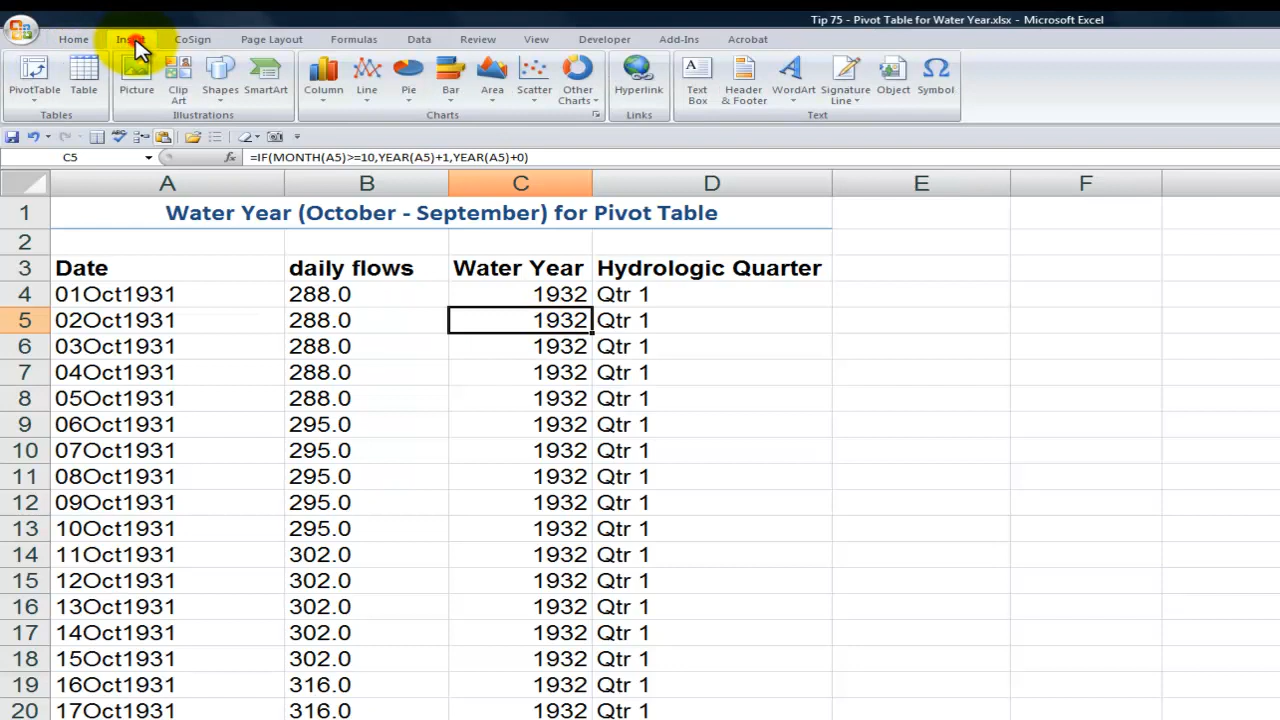 Tip 75 - Pivot Table for Water Year.xlsx - Microsoft Excel
Home Insert CoSign Page Layout Formulas Data Review View Developer Add-Ins Acrobat
PivotTable Table Picture Clip Art Shapes SmartArt Column Line Pie Bar Area Scatter Other Charts Hyperlink Text Box Header & Footer WordArt Signature Line Object Symbol
Tables Illustrations Charts Links Text
C5 fx =IF(MONTH(A5)>=10,YEAR(A5)+1,YEAR(A5)+0)
A B C D E F
1 Water Year (October - September) for Pivot Table
2
3 Date daily flows Water Year Hydrologic Quarter
4 01Oct1931 288.0 1932 Qtr 1
5 02Oct1931 288.0 1932 Qtr 1
6 03Oct1931 288.0 1932 Qtr 1
7 04Oct1931 288.0 1932 Qtr 1
8 05Oct1931 288.0 1932 Qtr 1
9 06Oct1931 295.0 1932 Qtr 1
10 07Oct1931 295.0 1932 Qtr 1
11 08Oct1931 295.0 1932 Qtr 1
12 09Oct1931 295.0 1932 Qtr 1
13 10Oct1931 295.0 1932 Qtr 1
14 11Oct1931 302.0 1932 Qtr 1
15 12Oct1931 302.0 1932 Qtr 1
16 13Oct1931 302.0 1932 Qtr 1
17 14Oct1931 302.0 1932 Qtr 1
18 15Oct1931 302.0 1932 Qtr 1
19 16Oct1931 316.0 1932 Qtr 1
20 17Oct1931 316.0 1932 Qtr 1